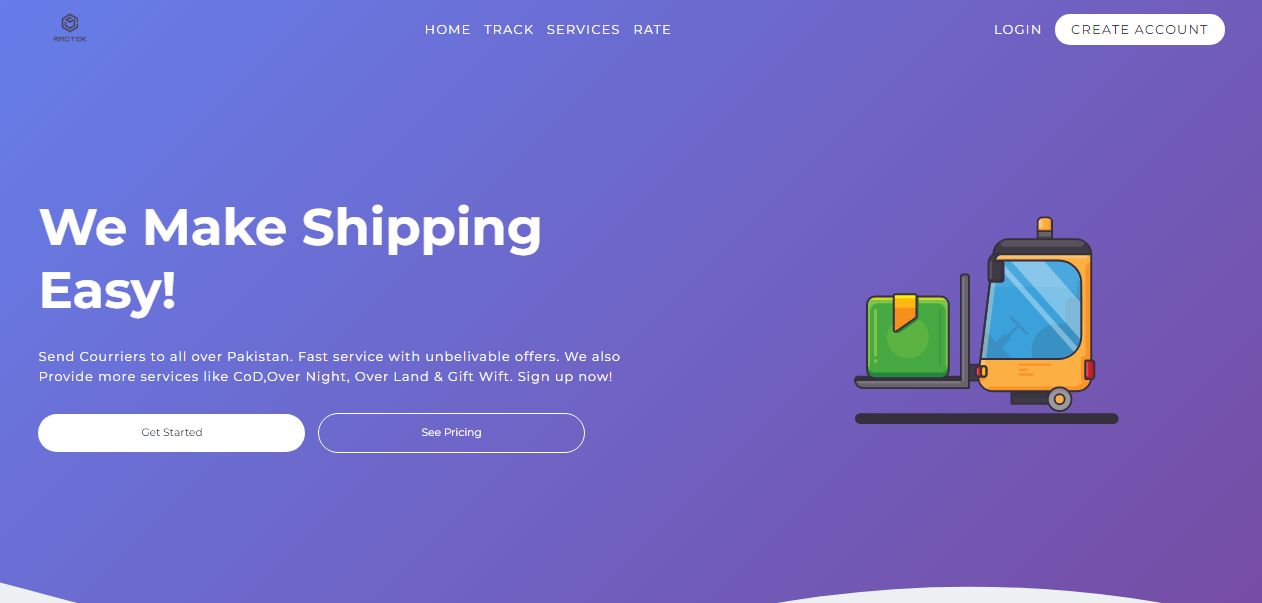 RAGTEK
HOME TRACK SERVICES RATE
LOGIN CREATE ACCOUNT
We Make Shipping
Easy!
Send Courriers to all over Pakistan. Fast service with unbelivable offers. We also
Provide more services like CoD,Over Night, Over Land & Gift Wift. Sign up now!
Get Started See Pricing